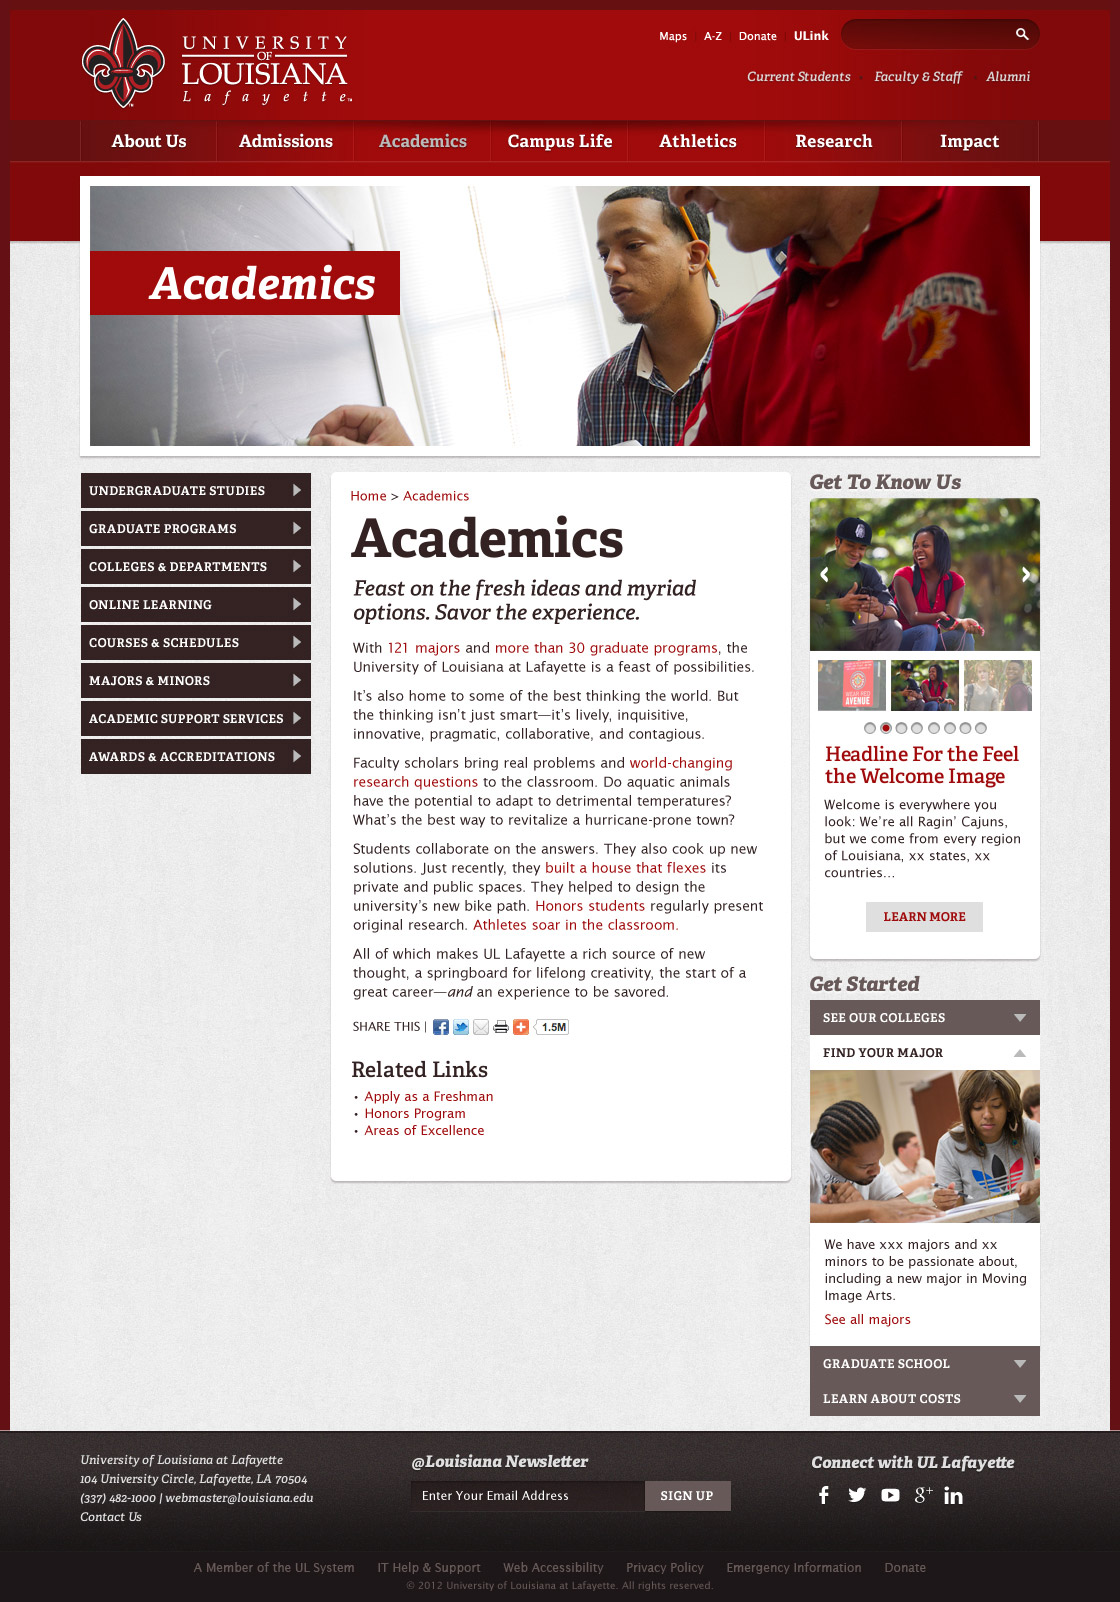 UNIVERSITY
OF
LOUISIANA
Lafayette™
Maps
A-Z
Donate
ULink
Current Students
Faculty & Staff
Alumni
About Us
Admissions
Academics
Campus Life
Athletics
Research
Impact
Academics
LAFAYETTE
UNDERGRADUATE STUDIES
GRADUATE PROGRAMS
COLLEGES & DEPARTMENTS
ONLINE LEARNING
COURSES & SCHEDULES
MAJORS & MINORS
ACADEMIC SUPPORT SERVICES
AWARDS & ACCREDITATIONS
Home > Academics
Academics
Feast on the fresh ideas and myriad
options. Savor the experience.
With 121 majors and more than 30 graduate programs, the
University of Louisiana at Lafayette is a feast of possibilities.
It's also home to some of the best thinking the world. But
the thinking isn't just smart—it's lively, inquisitive,
innovative, pragmatic, collaborative, and contagious.
Faculty scholars bring real problems and world-changing
research questions to the classroom. Do aquatic animals
have the potential to adapt to detrimental temperatures?
What's the best way to revitalize a hurricane-prone town?
Students collaborate on the answers. They also cook up new
solutions. Just recently, they built a house that flexes its
private and public spaces. They helped to design the
university's new bike path. Honors students regularly present
original research. Athletes soar in the classroom.
All of which makes UL Lafayette a rich source of new
thought, a springboard for lifelong creativity, the start of a
great career—and an experience to be savored.
SHARE THIS |
1.5M
Related Links
• Apply as a Freshman
• Honors Program
• Areas of Excellence
Get To Know Us
WEAR RED
AVENUE
Headline For the Feel
the Welcome Image
Welcome is everywhere you
look: We're all Ragin' Cajuns,
but we come from every region
of Louisiana, xx states, xx
countries...
LEARN MORE
Get Started
SEE OUR COLLEGES
FIND YOUR MAJOR
We have xxx majors and xx
minors to be passionate about,
including a new major in Moving
Image Arts.
See all majors
GRADUATE SCHOOL
LEARN ABOUT COSTS
University of Louisiana at Lafayette
104 University Circle, Lafayette, LA 70504
(337) 482-1000 | webmaster@louisiana.edu
Contact Us
@Louisiana Newsletter
Enter Your Email Address
SIGN UP
Connect with UL Lafayette
A Member of the UL System
IT Help & Support
Web Accessibility
Privacy Policy
Emergency Information
Donate
© 2012 University of Louisiana at Lafayette. All rights reserved.